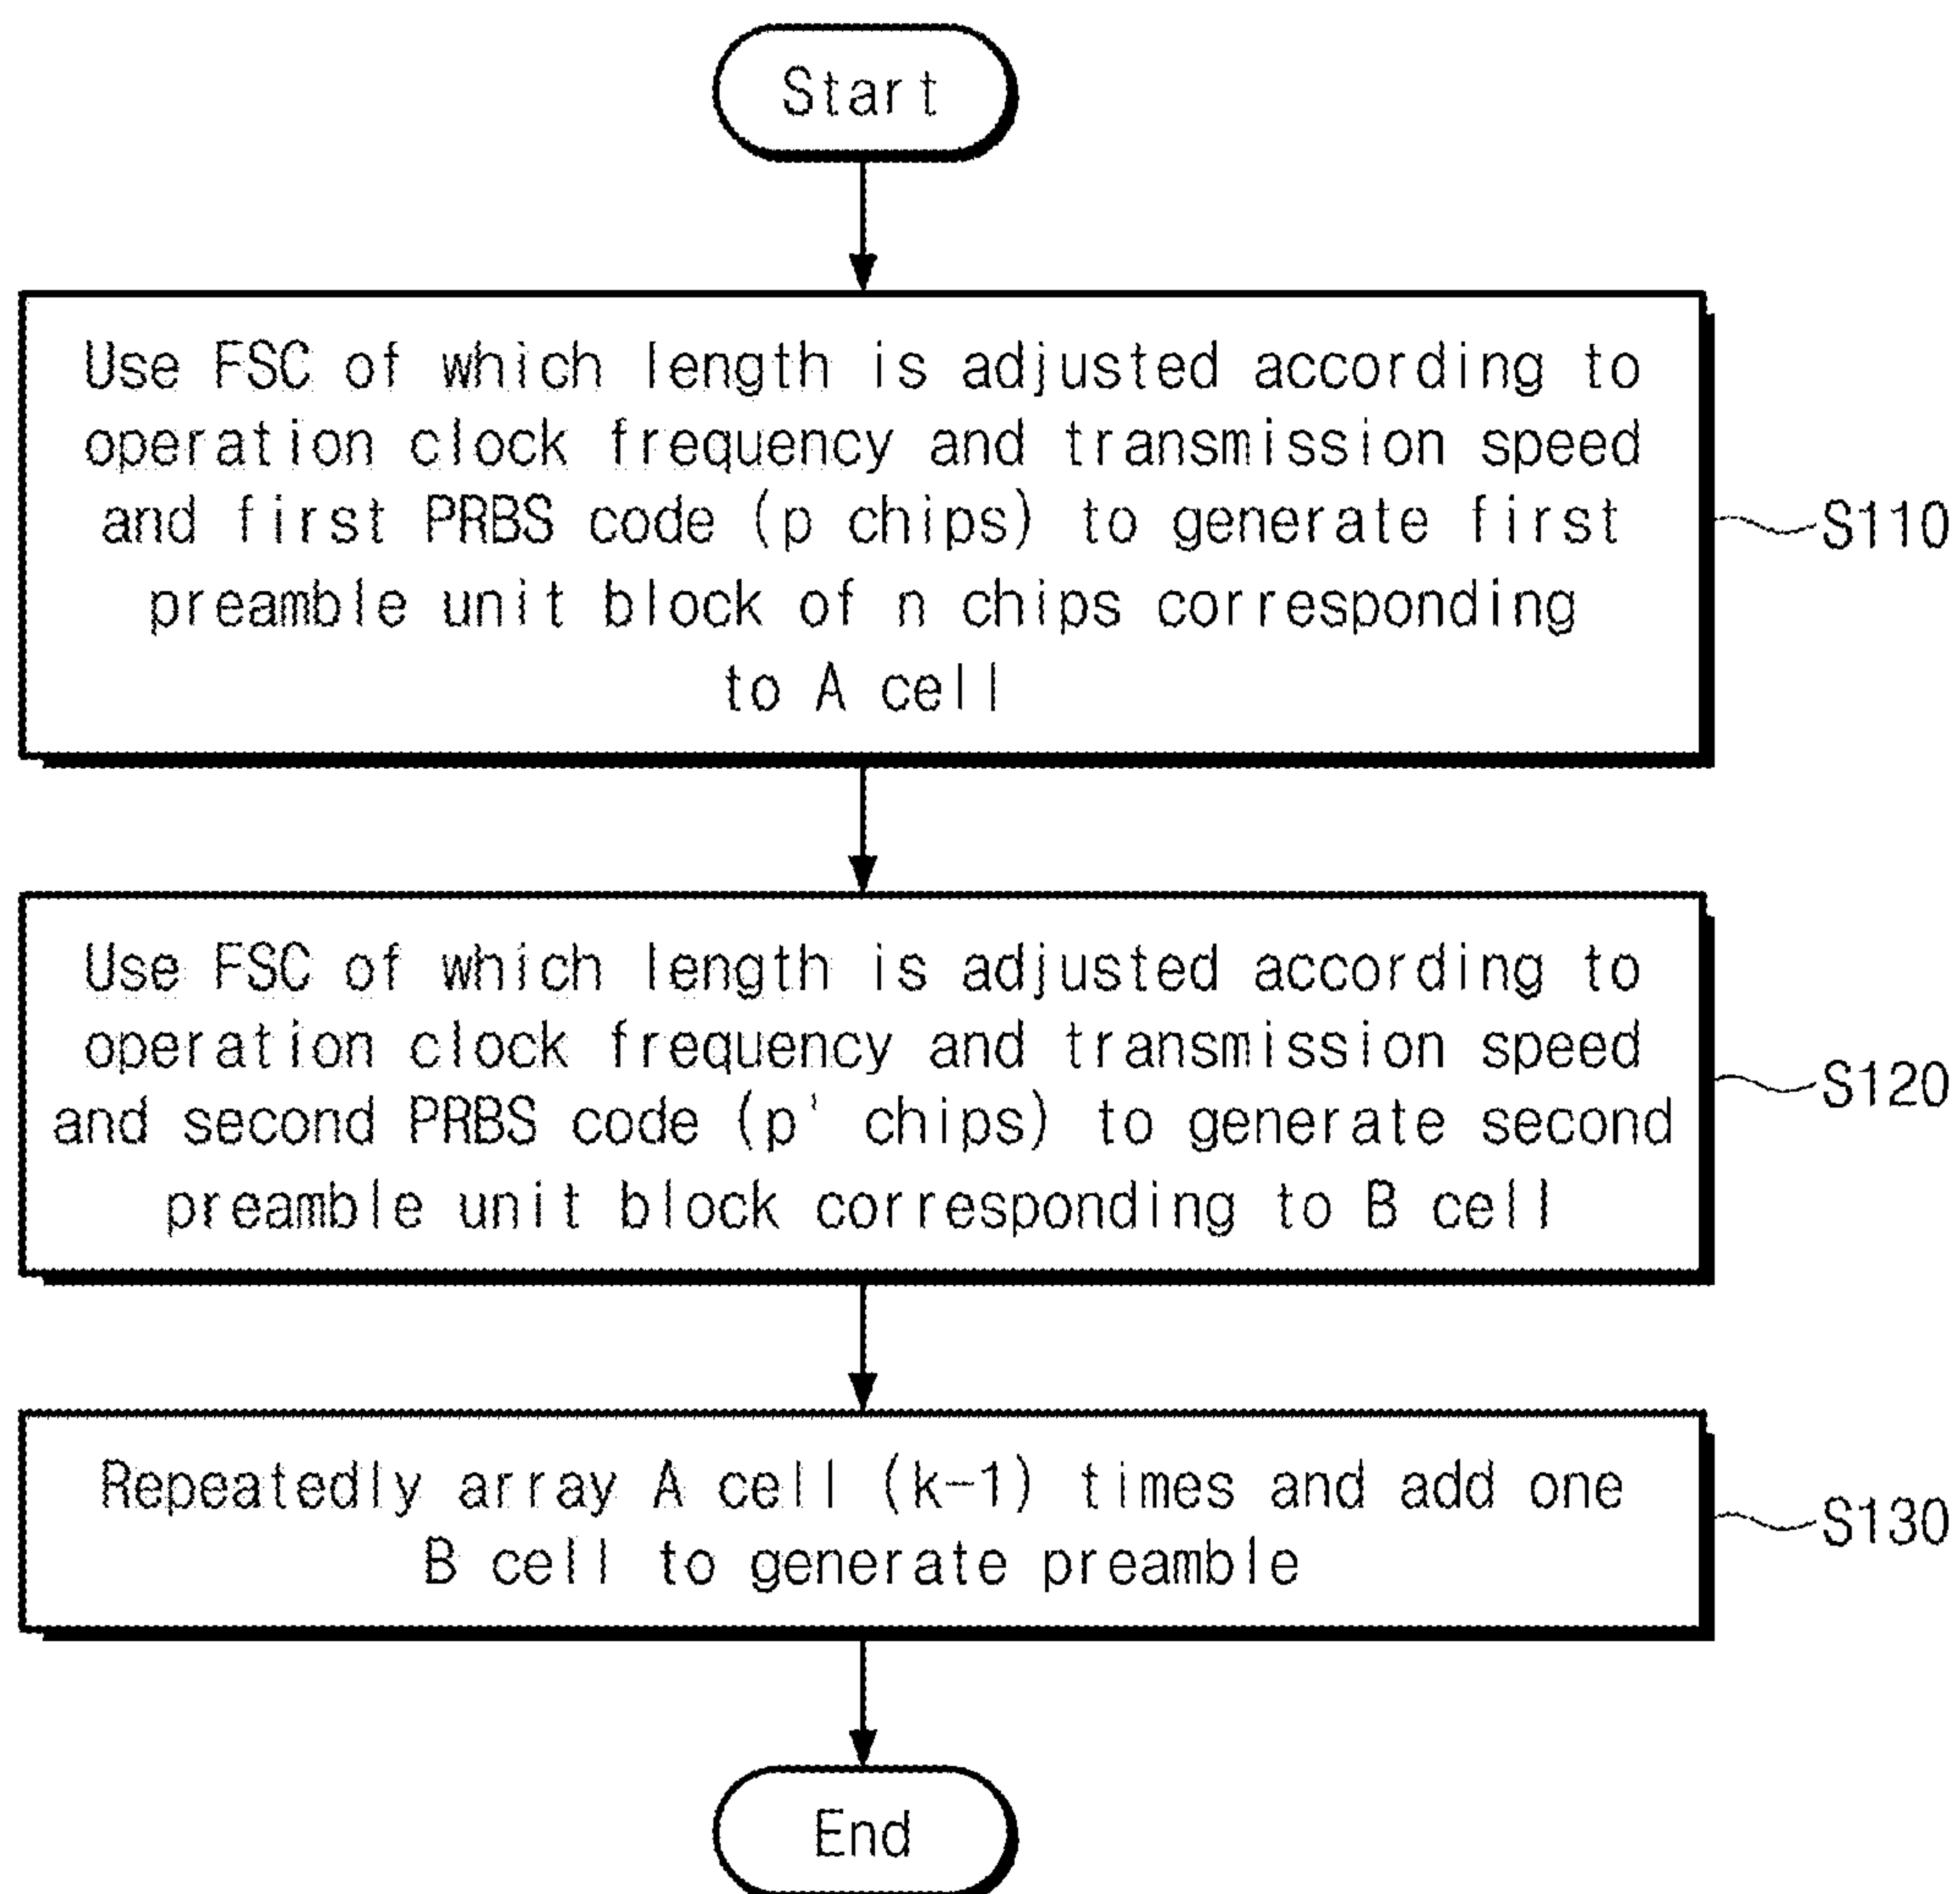 Start
Use FSC of which length is adjusted according to
operation clock frequency and transmission speed
and first PRBS code (p chips) to generate first
preamble unit block of n chips corresponding
to A cell
S110
Use FSC of which length is adjusted according to
operation clock frequency and transmission speed
and second PRBS code (p' chips) to generate second
preamble unit block corresponding to B cell
S120
Repeatedly array A cell (k-1) times and add one
B cell to generate preamble
S130
End